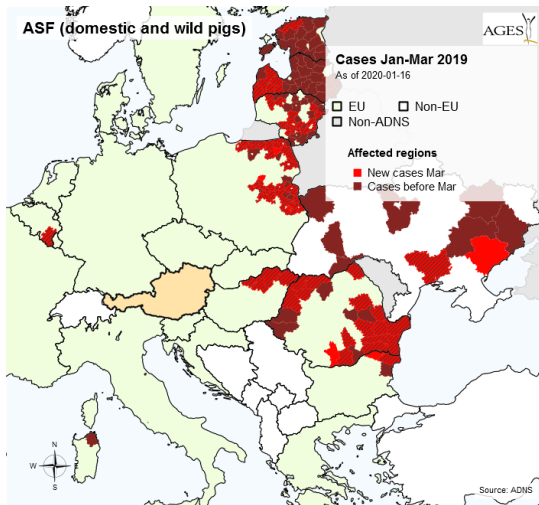 ASF (domestic and wild pigs)
AGES
Cases Jan-Mar 2019
As of 2020-01-16
EU
Non-EU
Non-ADNS
Affected regions
New cases Mar
Cases before Mar
N
W
E
S
Source: ADNS